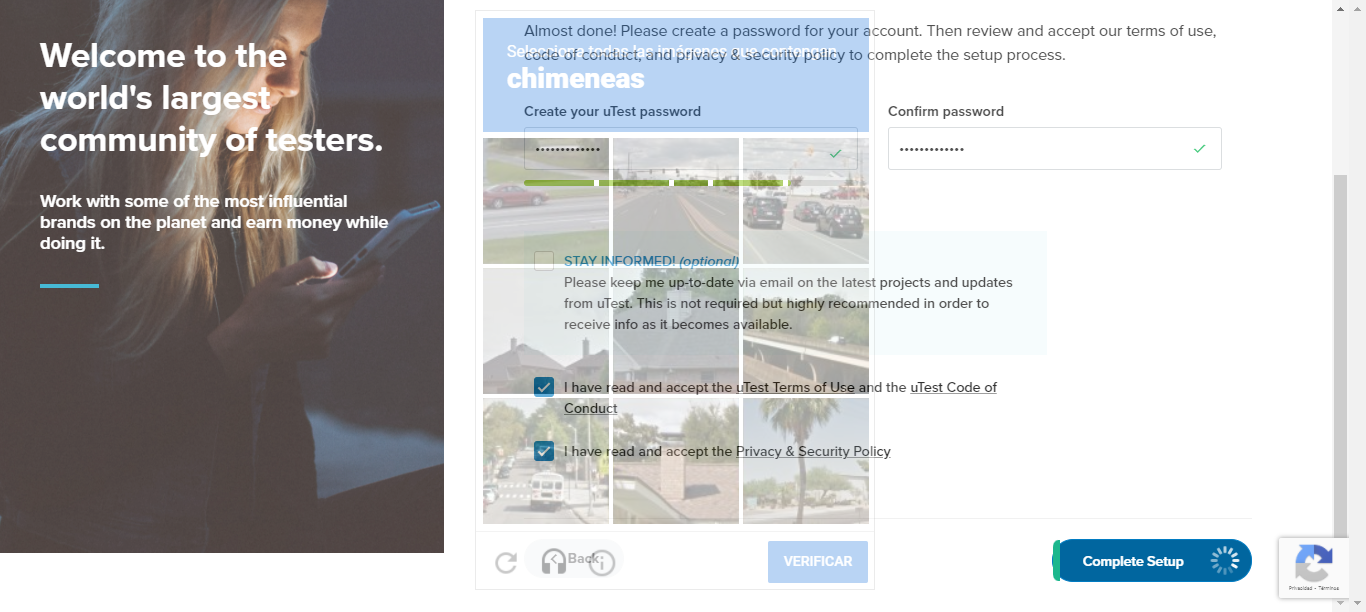 Welcome to the
world's largest
community of testers.
Work with some of the most influential
brands on the planet and earn money while
doing it.
Almost done! Please create a password for your account. Then review and accept our terms of use,
code of conduct, and privacy & security policy to complete the setup process.
Selecciona todas las imágenes que contengan
chimeneas
Create your uTest password
Confirm password
STAY INFORMED! (optional)
Please keep me up-to-date via email on the latest projects and updates
from uTest. This is not required but highly recommended in order to
receive info as it becomes available.
I have read and accept the uTest Terms of Use and the uTest Code of
Conduct
I have read and accept the Privacy & Security Policy
Back
VERIFICAR
Complete Setup
Privacidad - Términos